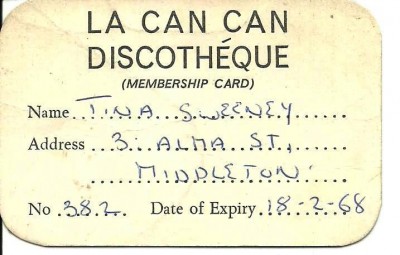 LA CAN CAN
DISCOTHÉQUE
(MEMBERSHIP CARD)
Name...TINA SWEENEY......
Address 3. ALMA ST.,
MIDDLETON.
No .382. Date of Expiry.18-2-68